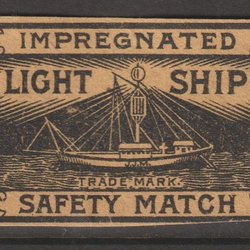 IMPREGNATED
LIGHT SHIP
TRADE MARK.
SAFETY MATCH